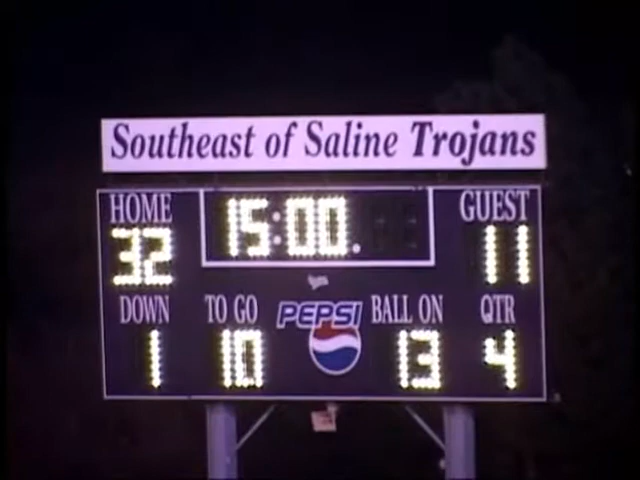 Southeast of Saline Trojans
HOME 15:00. GUEST
32 11
DOWN TO GO PEPSI BALL ON QTR
1 10 13 4